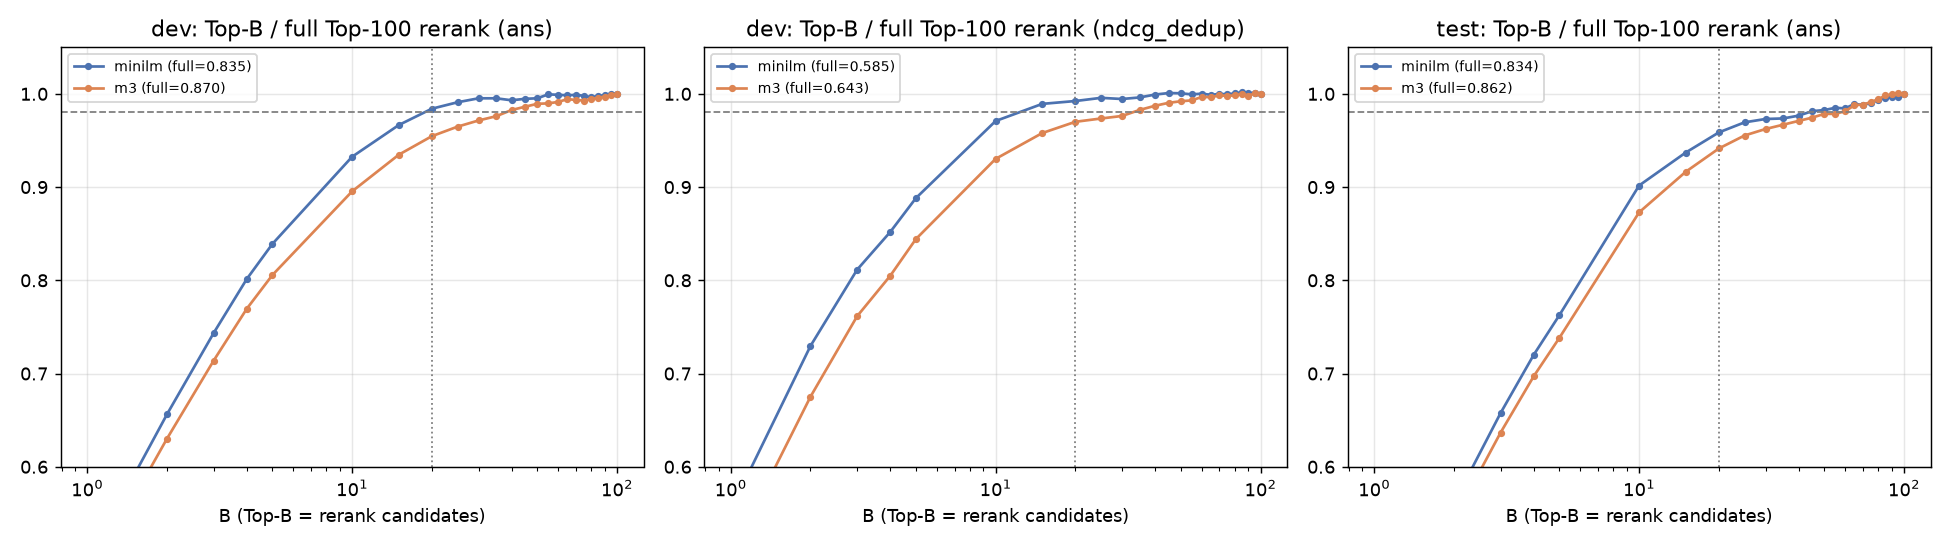 dev: Top-B / full Top-100 rerank (ans)
minilm (full=0.835)
m3 (full=0.870)
1.0
0.9
0.8
0.7
0.6
10⁰
10¹
10²
B (Top-B = rerank candidates)
dev: Top-B / full Top-100 rerank (ndcg_dedup)
minilm (full=0.585)
m3 (full=0.643)
1.0
0.9
0.8
0.7
0.6
10⁰
10¹
10²
B (Top-B = rerank candidates)
test: Top-B / full Top-100 rerank (ans)
minilm (full=0.834)
m3 (full=0.862)
1.0
0.9
0.8
0.7
0.6
10⁰
10¹
10²
B (Top-B = rerank candidates)